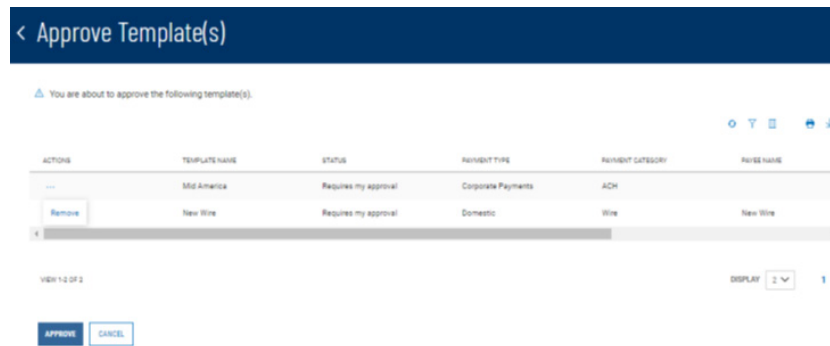 < Approve Template(s)
You are about to approve the following template(s).
ACTIONS TEMPLATE NAME STATUS PAYMENT TYPE PAYMENT CATEGORY PAYEE NAME
... Mid America Requires my approval Corporate Payments ACH
Remove New Wire Requires my approval Domestic Wire New Wire
VIEW 1-2 OF 2 DISPLAY 2 1
APPROVE CANCEL